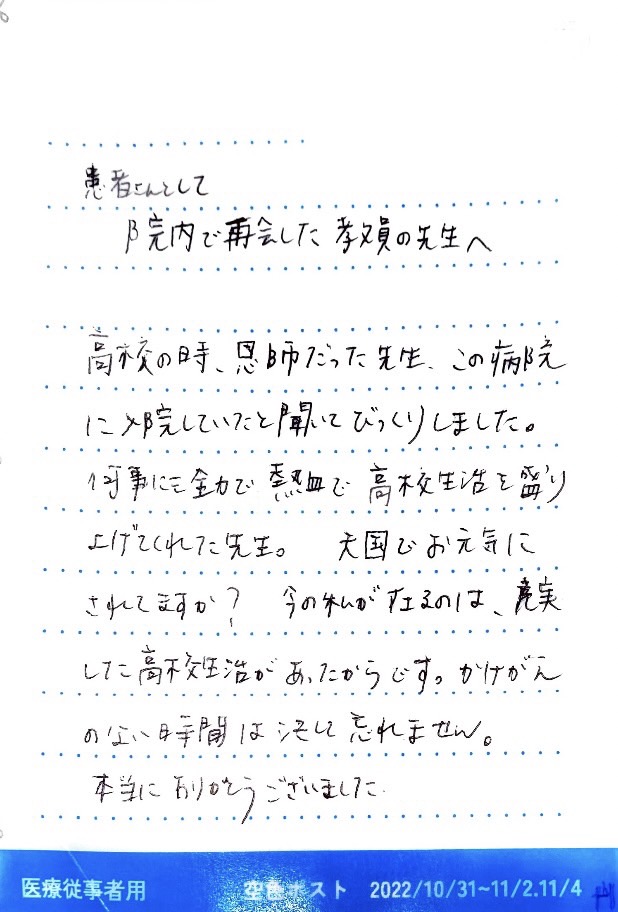 患者さんとして
院内で再会した 教員の先生へ
高校の時、恩師だった先生、この病院
に入院していたと聞いてびっくりしました。
何事にも全力で 熱血で 高校生活を盛り
上げてくれた先生。 天国でお元気に
されてますか? 今の私が在るのは、充実
した高校生活があったからです。かけがえ
のない時間は決して忘れません。
本当にありがとうございました
医療従事者用 空色ポスト 2022/10/31~11/2.11/4